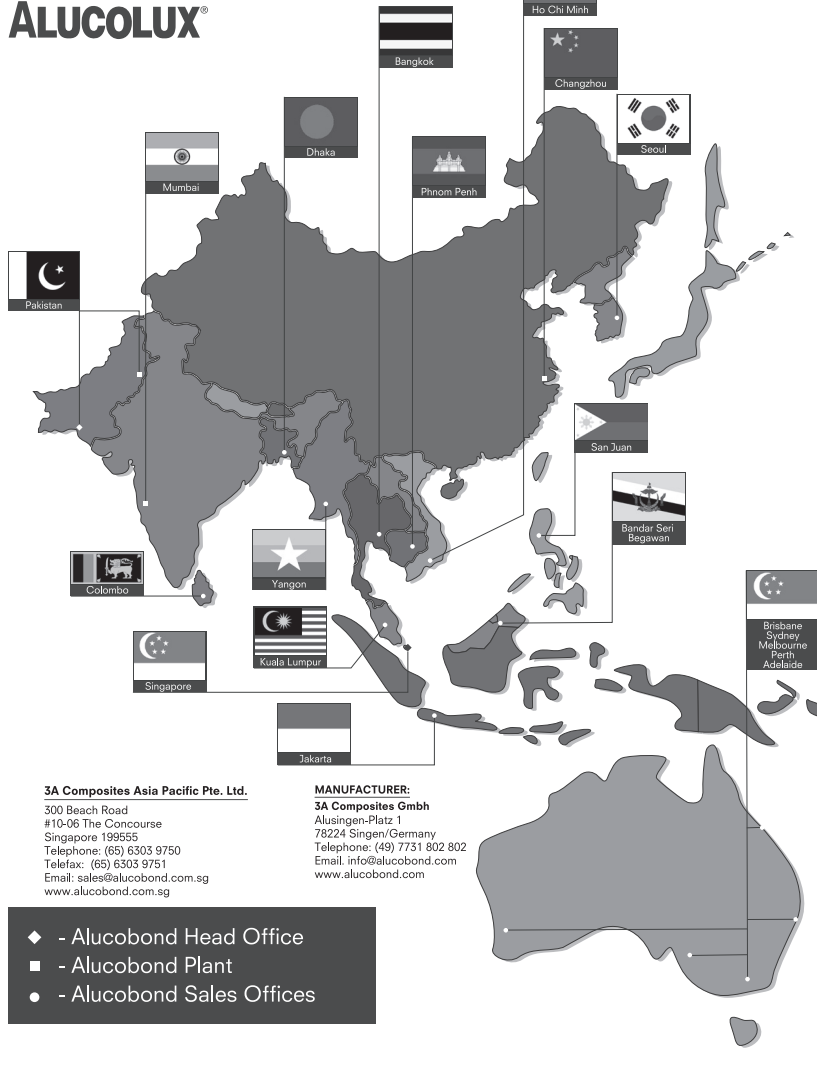 ALUCOLUX®
Ho Chi Minh
Bangkok
Changzhou
Seoul
Dhaka
Phnom Penh
Mumbai
Pakistan
San Juan
Bandar Seri
Begawan
Yangon
Colombo
Kuala Lumpur
Singapore
Brisbane
Sydney
Melbourne
Perth
Adelaide
Jakarta
3A Composites Asia Pacific Pte. Ltd.
300 Beach Road
#10-06 The Concourse
Singapore 199555
Telephone: (65) 6303 9750
Telefax: (65) 6303 9751
Email: sales@alucobond.com.sg
www.alucobond.com.sg
MANUFACTURER:
3A Composites Gmbh
Alusingen-Platz 1
78224 Singen/Germany
Telephone: (49) 7731 802 802
Email. info@alucobond.com
www.alucobond.com
- Alucobond Head Office
- Alucobond Plant
- Alucobond Sales Offices